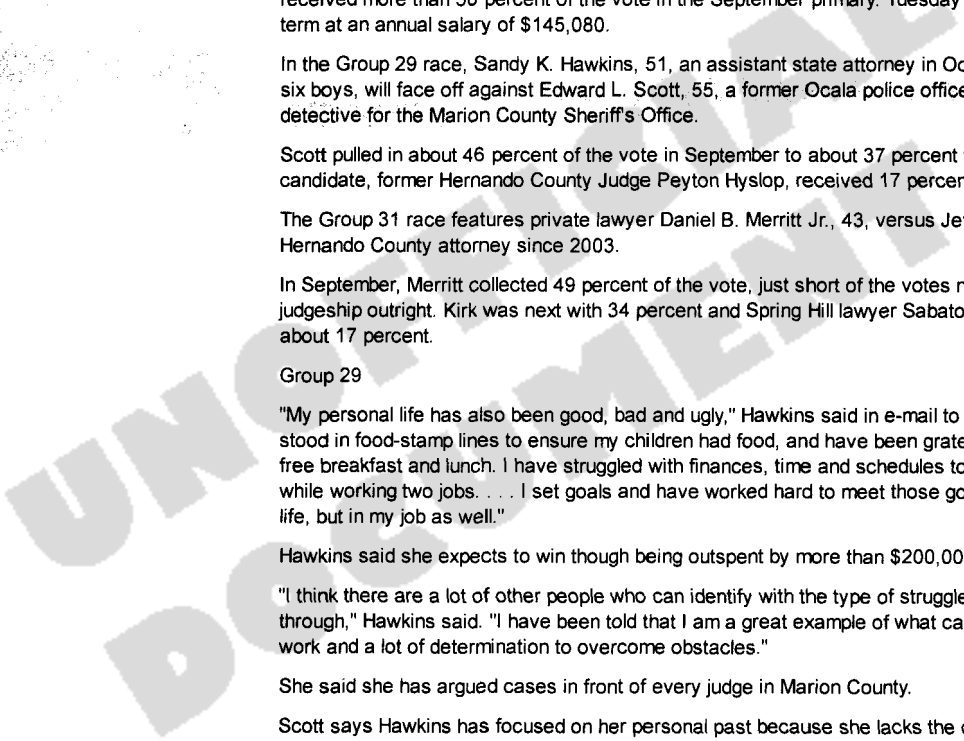 received more than 50 percent of the vote in the September primary. Tuesday
term at an annual salary of $145,080.
In the Group 29 race, Sandy K. Hawkins, 51, an assistant state attorney in
six boys, will face off against Edward L. Scott, 55, a former Ocala police
detective for the Marion County Sheriff's Office.
Scott pulled in about 46 percent of the vote in September to about 37 percent
candidate, former Hernando County Judge Peyton Hyslop, received 17
The Group 31 race features private lawyer Daniel B. Merritt Jr., 43, versus
Hernando County attorney since 2003.
In September, Merritt collected 49 percent of the vote, just short of the votes
judgeship outright. Kirk was next with 34 percent and Spring Hill lawyer
about 17 percent.
Group 29
"My personal life has also been good, bad and ugly," Hawkins said in e-mail to
stood in food-stamp lines to ensure my children had food, and have been
free breakfast and lunch. I have struggled with finances, time and schedules to
while working two jobs. . . . I set goals and have worked hard to meet those
life, but in my job as well."
Hawkins said she expects to win though being outspent by more than
"I think there are a lot of other people who can identify with the type of
through," Hawkins said. "I have been told that I am a great example of what
work and a lot of determination to overcome obstacles."
She said she has argued cases in front of every judge in Marion County.
Scott says Hawkins has focused on her personal past because she lacks the
UNOFFICIAL
DOCUMENT